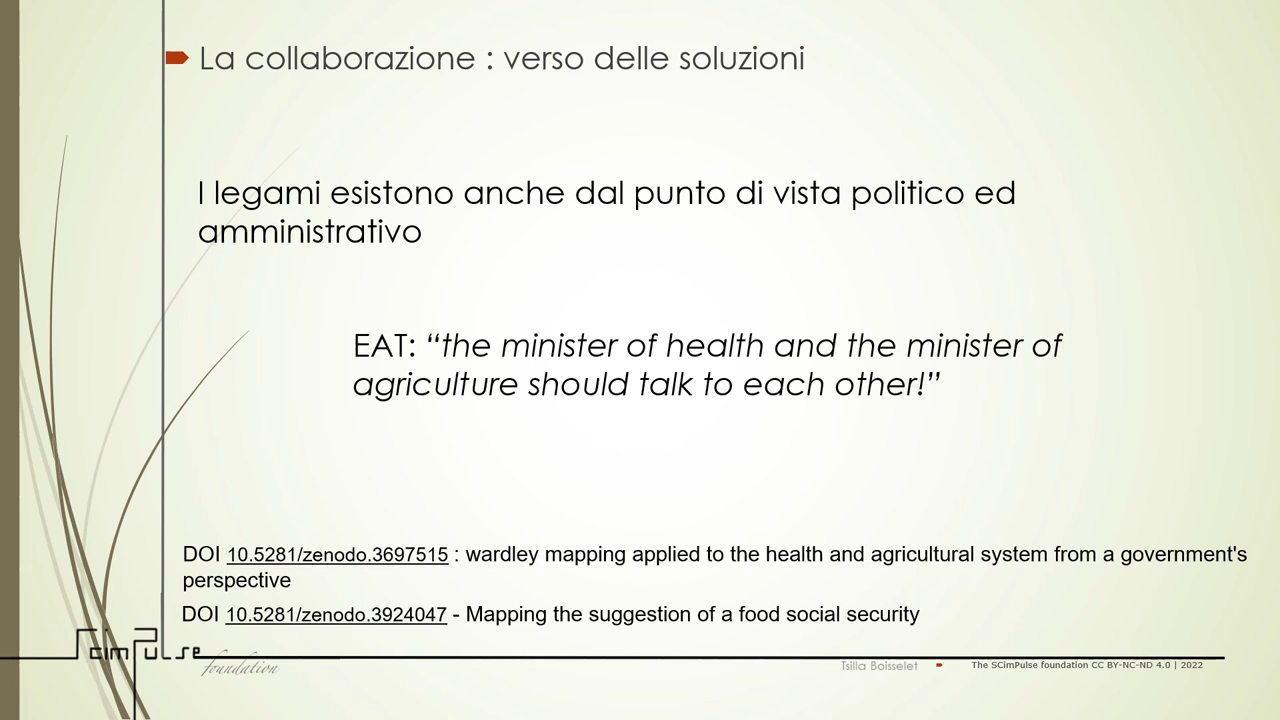 La collaborazione : verso delle soluzioni
I legami esistono anche dal punto di vista politico ed
amministrativo
EAT: “the minister of health and the minister of
agriculture should talk to each other!”
DOI 10.5281/zenodo.3697515 : wardley mapping applied to the health and agricultural system from a government's
perspective
DOI 10.5281/zenodo.3924047 - Mapping the suggestion of a food social security
ScimPulse
foundation
Tsilla Boisselet
The SCimPulse foundation CC BY-NC-ND 4.0 | 2022